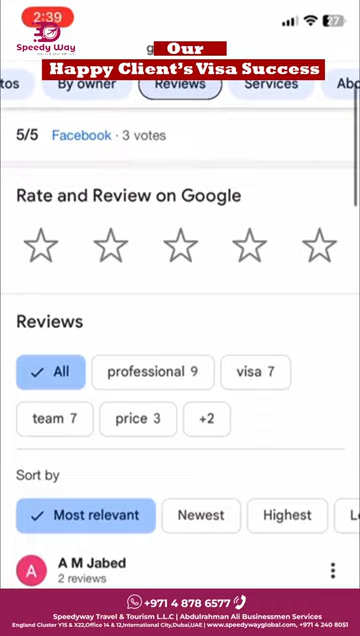 2:39
27
Speedy Way
g
Our
Happy Client's Visa Success
tos
By owner
Reviews
Services
Abo
5/5 Facebook · 3 votes
Rate and Review on Google
Reviews
All
professional 9
visa 7
team 7
price 3
+2
Sort by
Most relevant
Newest
Highest
Lo
A
A M Jabed
2 reviews
+971 4 878 6577
Speedyway Travel & Tourism L.L.C | Abdulrahman Ali Businessmen Services
England Cluster Y15 & X22,Office 14 & 12,International City,Dubai,UAE | www.speedywayglobal.com, +971 4 240 8051